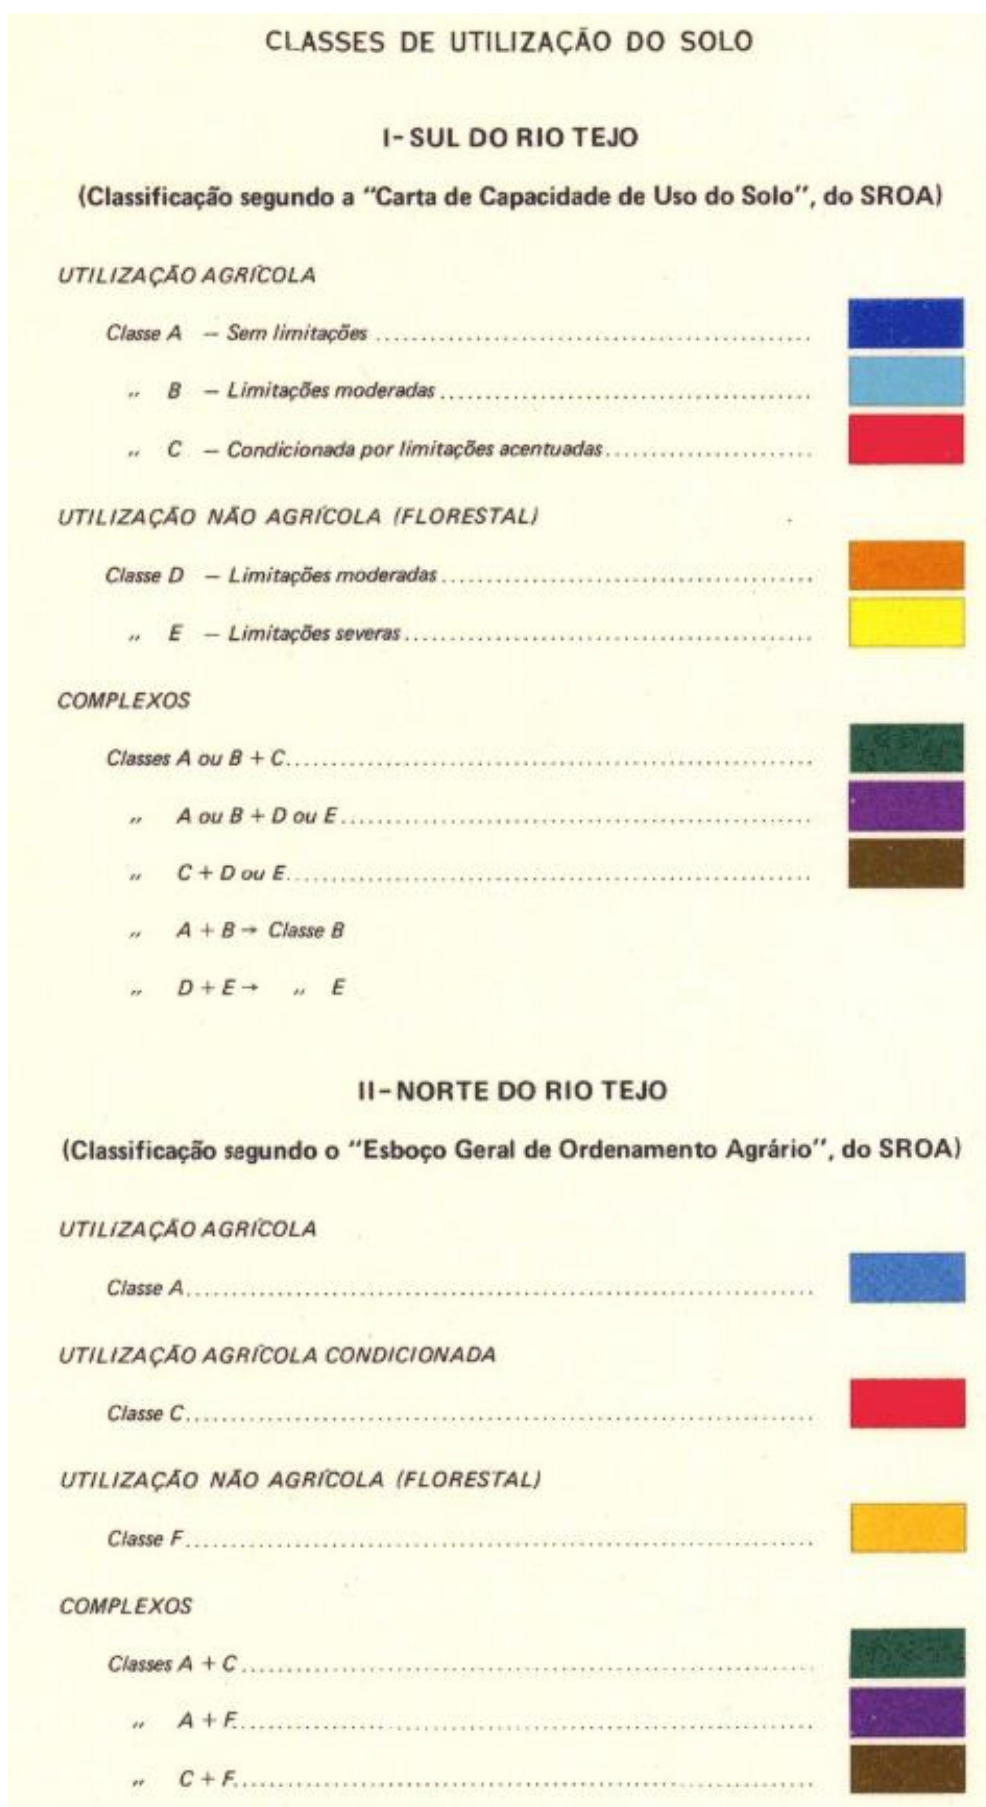 CLASSES DE UTILIZAÇÃO DO SOLO
I - SUL DO RIO TEJO
(Classificação segundo a "Carta de Capacidade de Uso do Solo", do SROA)
UTILIZAÇÃO AGRÍCOLA
Classe A — Sem limitações
,, B — Limitações moderadas
,, C — Condicionada por limitações acentuadas
UTILIZAÇÃO NÃO AGRÍCOLA (FLORESTAL)
Classe D — Limitações moderadas
,, E — Limitações severas
COMPLEXOS
Classes A ou B + C
,, A ou B + D ou E
,, C + D ou E
,, A + B → Classe B
,, D + E → ,, E
II - NORTE DO RIO TEJO
(Classificação segundo o "Esboço Geral de Ordenamento Agrário", do SROA)
UTILIZAÇÃO AGRÍCOLA
Classe A
UTILIZAÇÃO AGRÍCOLA CONDICIONADA
Classe C
UTILIZAÇÃO NÃO AGRÍCOLA (FLORESTAL)
Classe F
COMPLEXOS
Classes A + C
,, A + F
,, C + F